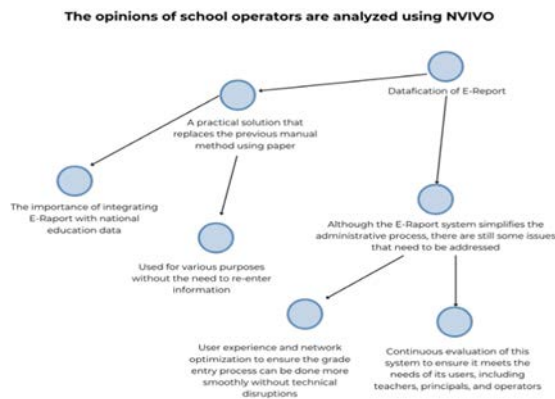 The opinions of school operators are analyzed using NVIVO
Datafication of E-Report
A practical solution that
replaces the previous manual
method using paper
The importance of integrating
E-Raport with national
education data
Although the E-Raport system simplifies the
administrative process, there are still some issues
that need to be addressed
Used for various purposes
without the need to re-enter
information
User experience and network
optimization to ensure the grade
entry process can be done more
smoothly without technical
disruptions
Continuous evaluation of this
system to ensure it meets the
needs of its users, including
teachers, principals, and operators